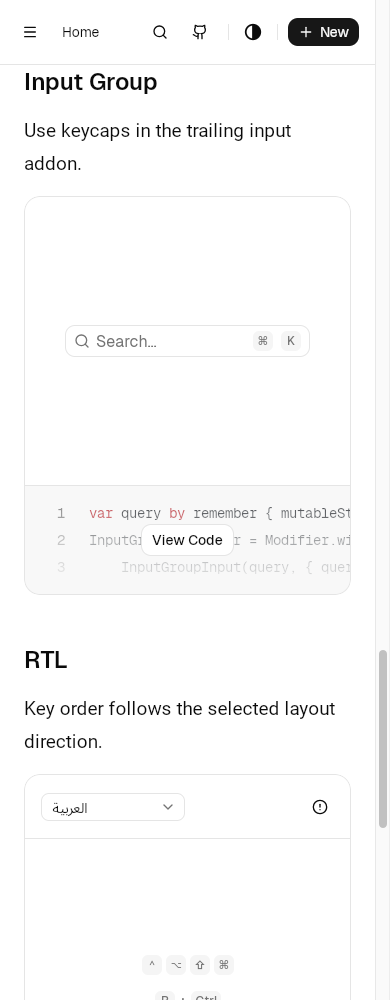 Home
New
Input Group
Use keycaps in the trailing input
addon.
Search...
⌘ K
1 var query by remember { mutableSt
2 InputGr r = Modifier.wi
View Code
3 InputGroupInput(query, { quer
RTL
Key order follows the selected layout
direction.
العربية
^ ⌥ ⇧ ⌘
B + Ctrl